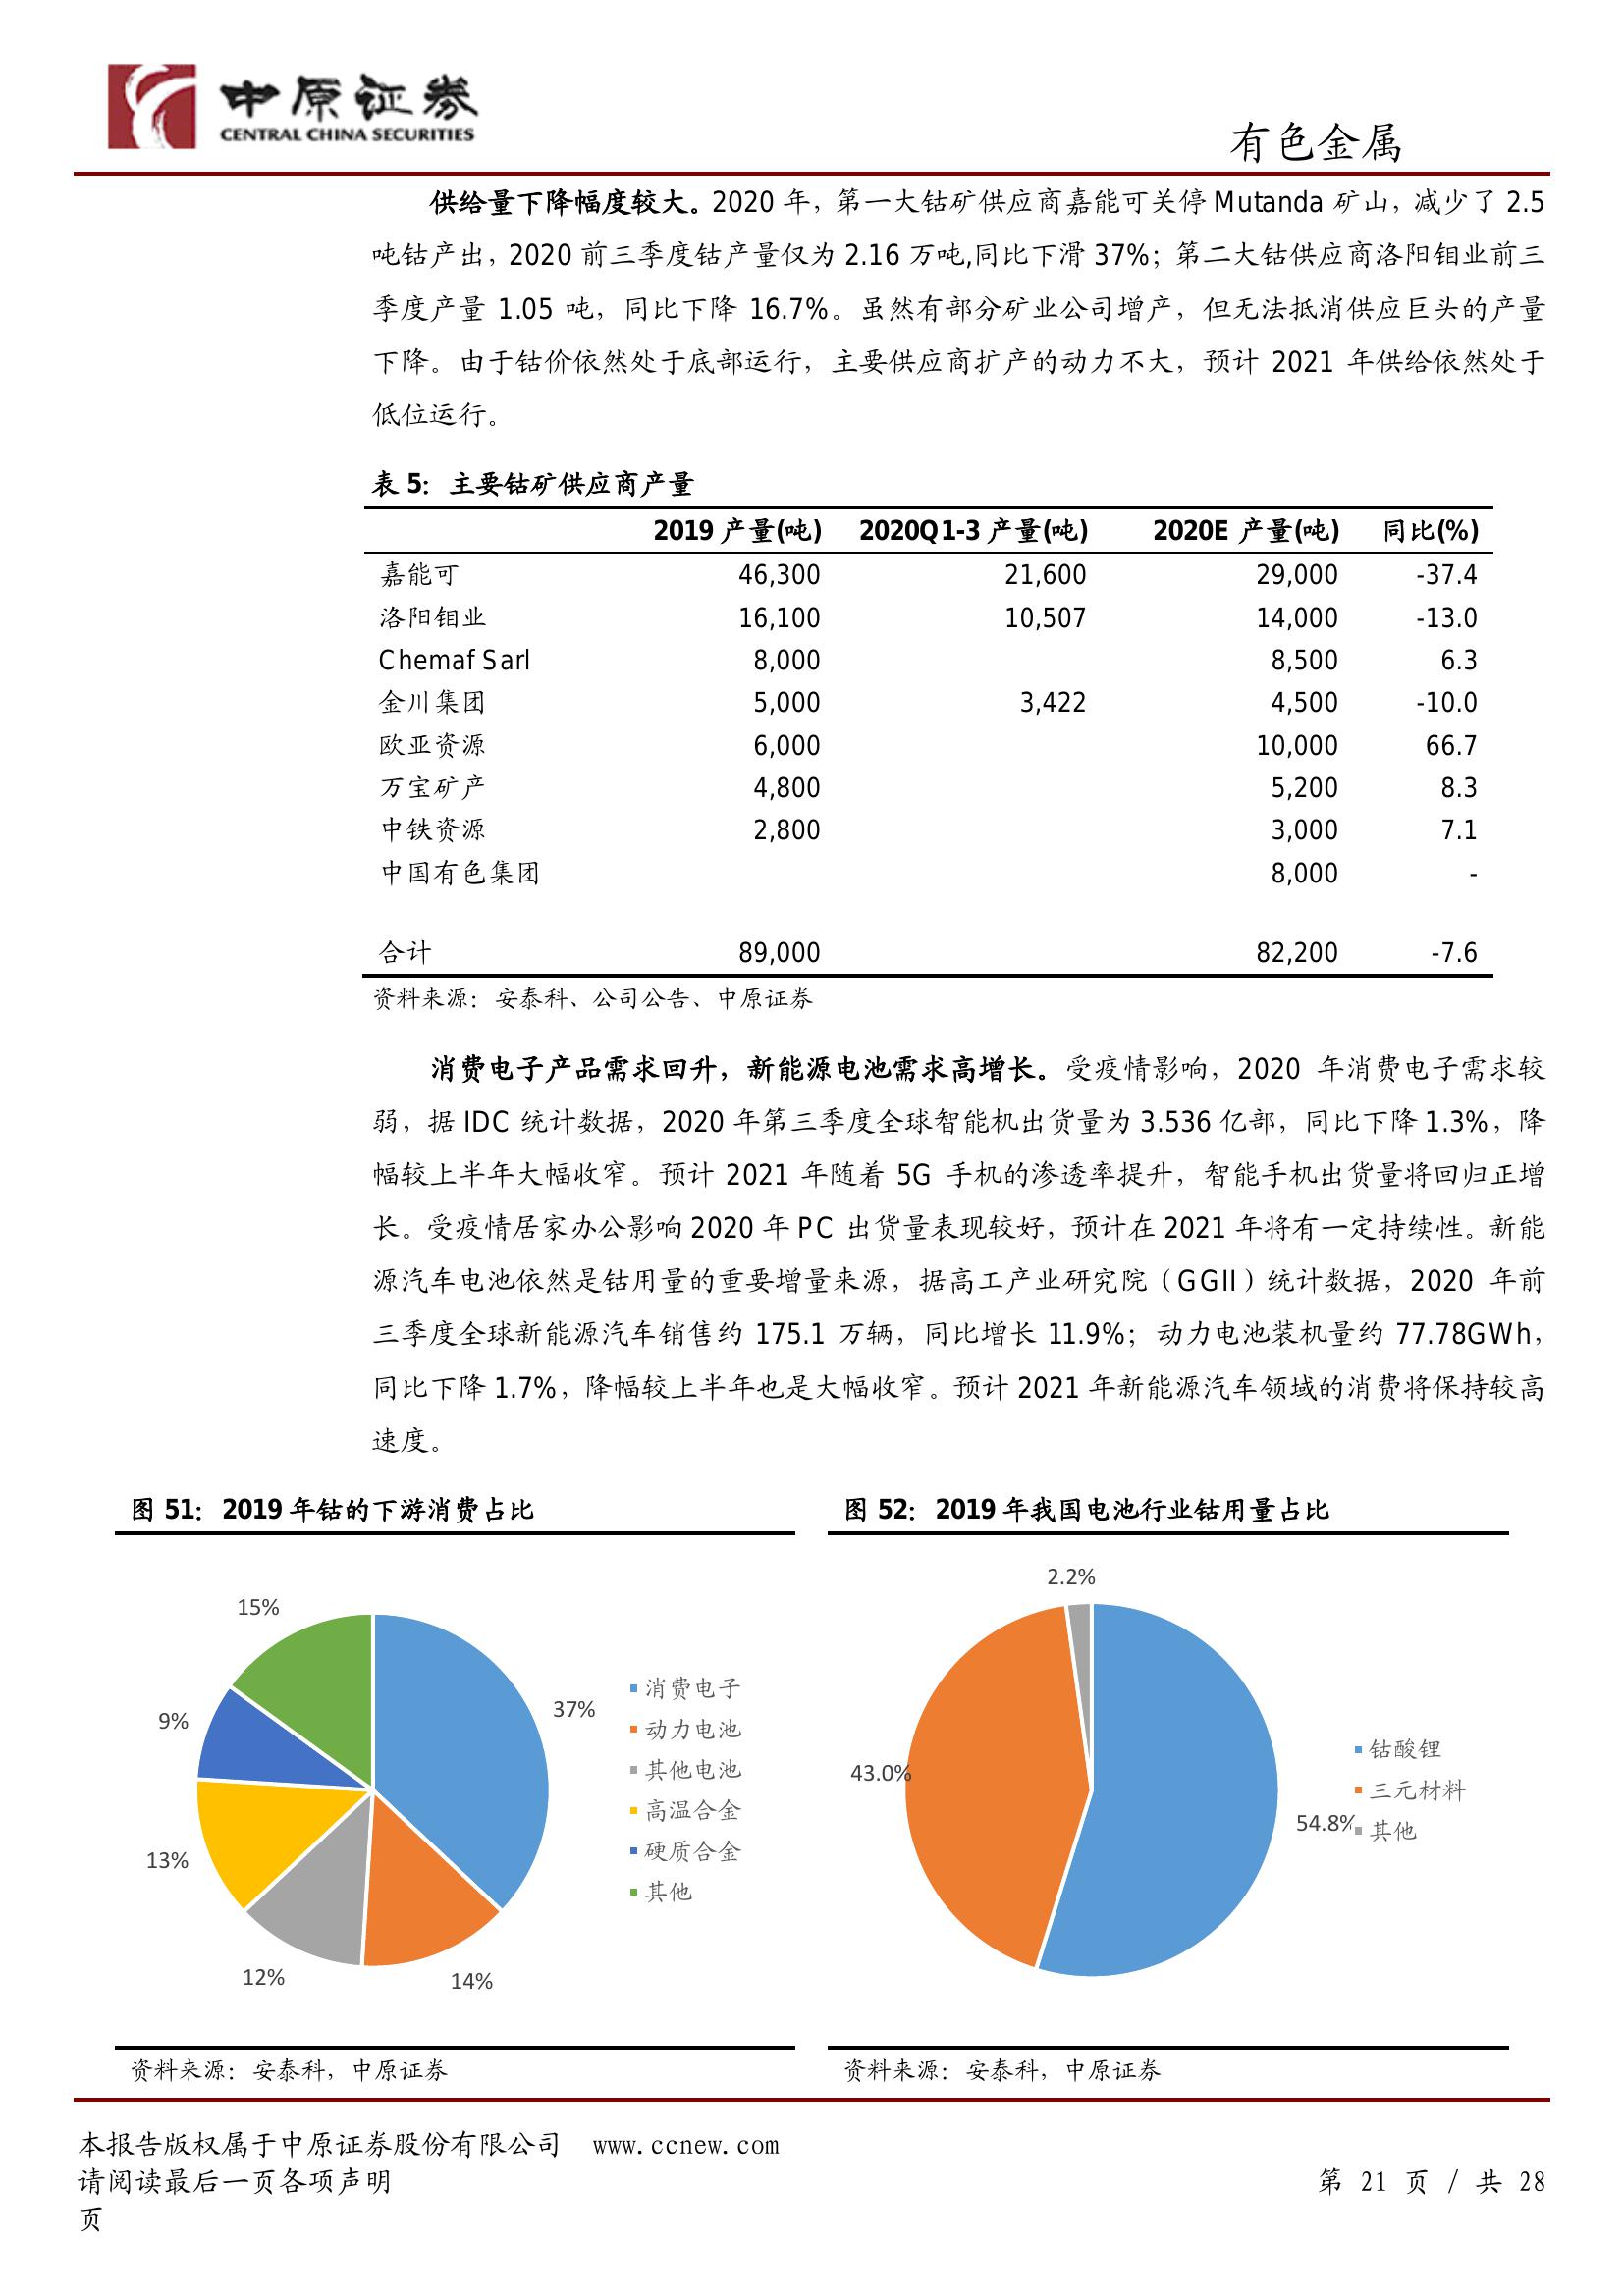 中原证券
CENTRAL CHINA SECURITIES
有色金属
供给量下降幅度较大。2020 年，第一大钴矿供应商嘉能可关停 Mutanda 矿山，减少了 2.5
吨钴产出，2020 前三季度钴产量仅为 2.16 万吨,同比下滑 37%；第二大钴供应商洛阳钼业前三
季度产量 1.05 吨，同比下降 16.7%。虽然有部分矿业公司增产，但无法抵消供应巨头的产量
下降。由于钴价依然处于底部运行，主要供应商扩产的动力不大，预计 2021 年供给依然处于
低位运行。
表 5：主要钴矿供应商产量
2019 产量(吨) 2020Q1-3 产量(吨) 2020E 产量(吨) 同比(%)
嘉能可 46,300 21,600 29,000 -37.4
洛阳钼业 16,100 10,507 14,000 -13.0
Chemaf Sarl 8,000 8,500 6.3
金川集团 5,000 3,422 4,500 -10.0
欧亚资源 6,000 10,000 66.7
万宝矿产 4,800 5,200 8.3
中铁资源 2,800 3,000 7.1
中国有色集团 8,000 -
合计 89,000 82,200 -7.6
资料来源：安泰科、公司公告、中原证券
消费电子产品需求回升，新能源电池需求高增长。受疫情影响，2020 年消费电子需求较
弱，据 IDC 统计数据，2020 年第三季度全球智能机出货量为 3.536 亿部，同比下降 1.3%，降
幅较上半年大幅收窄。预计 2021 年随着 5G 手机的渗透率提升，智能手机出货量将回归正增
长。受疫情居家办公影响 2020 年 PC 出货量表现较好，预计在 2021 年将有一定持续性。新能
源汽车电池依然是钴用量的重要增量来源，据高工产业研究院（GGII）统计数据，2020 年前
三季度全球新能源汽车销售约 175.1 万辆，同比增长 11.9%；动力电池装机量约 77.78GWh，
同比下降 1.7%，降幅较上半年也是大幅收窄。预计 2021 年新能源汽车领域的消费将保持较高
速度。
图 51：2019 年钴的下游消费占比
15%
37%
9%
13%
12%
14%
消费电子
动力电池
其他电池
高温合金
硬质合金
其他
资料来源：安泰科，中原证券
图 52：2019 年我国电池行业钴用量占比
2.2%
43.0%
54.8%
钴酸锂
三元材料
其他
资料来源：安泰科，中原证券
本报告版权属于中原证券股份有限公司 www.ccnew.com
请阅读最后一页各项声明 第 21 页 / 共 28
页